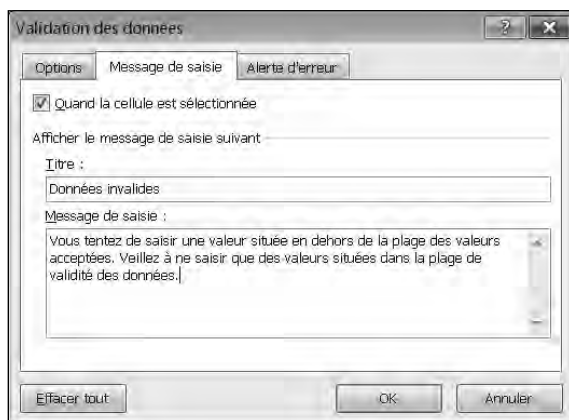 Validation des données
Options Message de saisie Alerte d'erreur
Quand la cellule est sélectionnée
Afficher le message de saisie suivant
Titre :
Données invalides
Message de saisie :
Vous tentez de saisir une valeur située en dehors de la plage des valeurs
acceptées. Veillez à ne saisir que des valeurs situées dans la plage de
validité des données.
Effacer tout OK Annuler